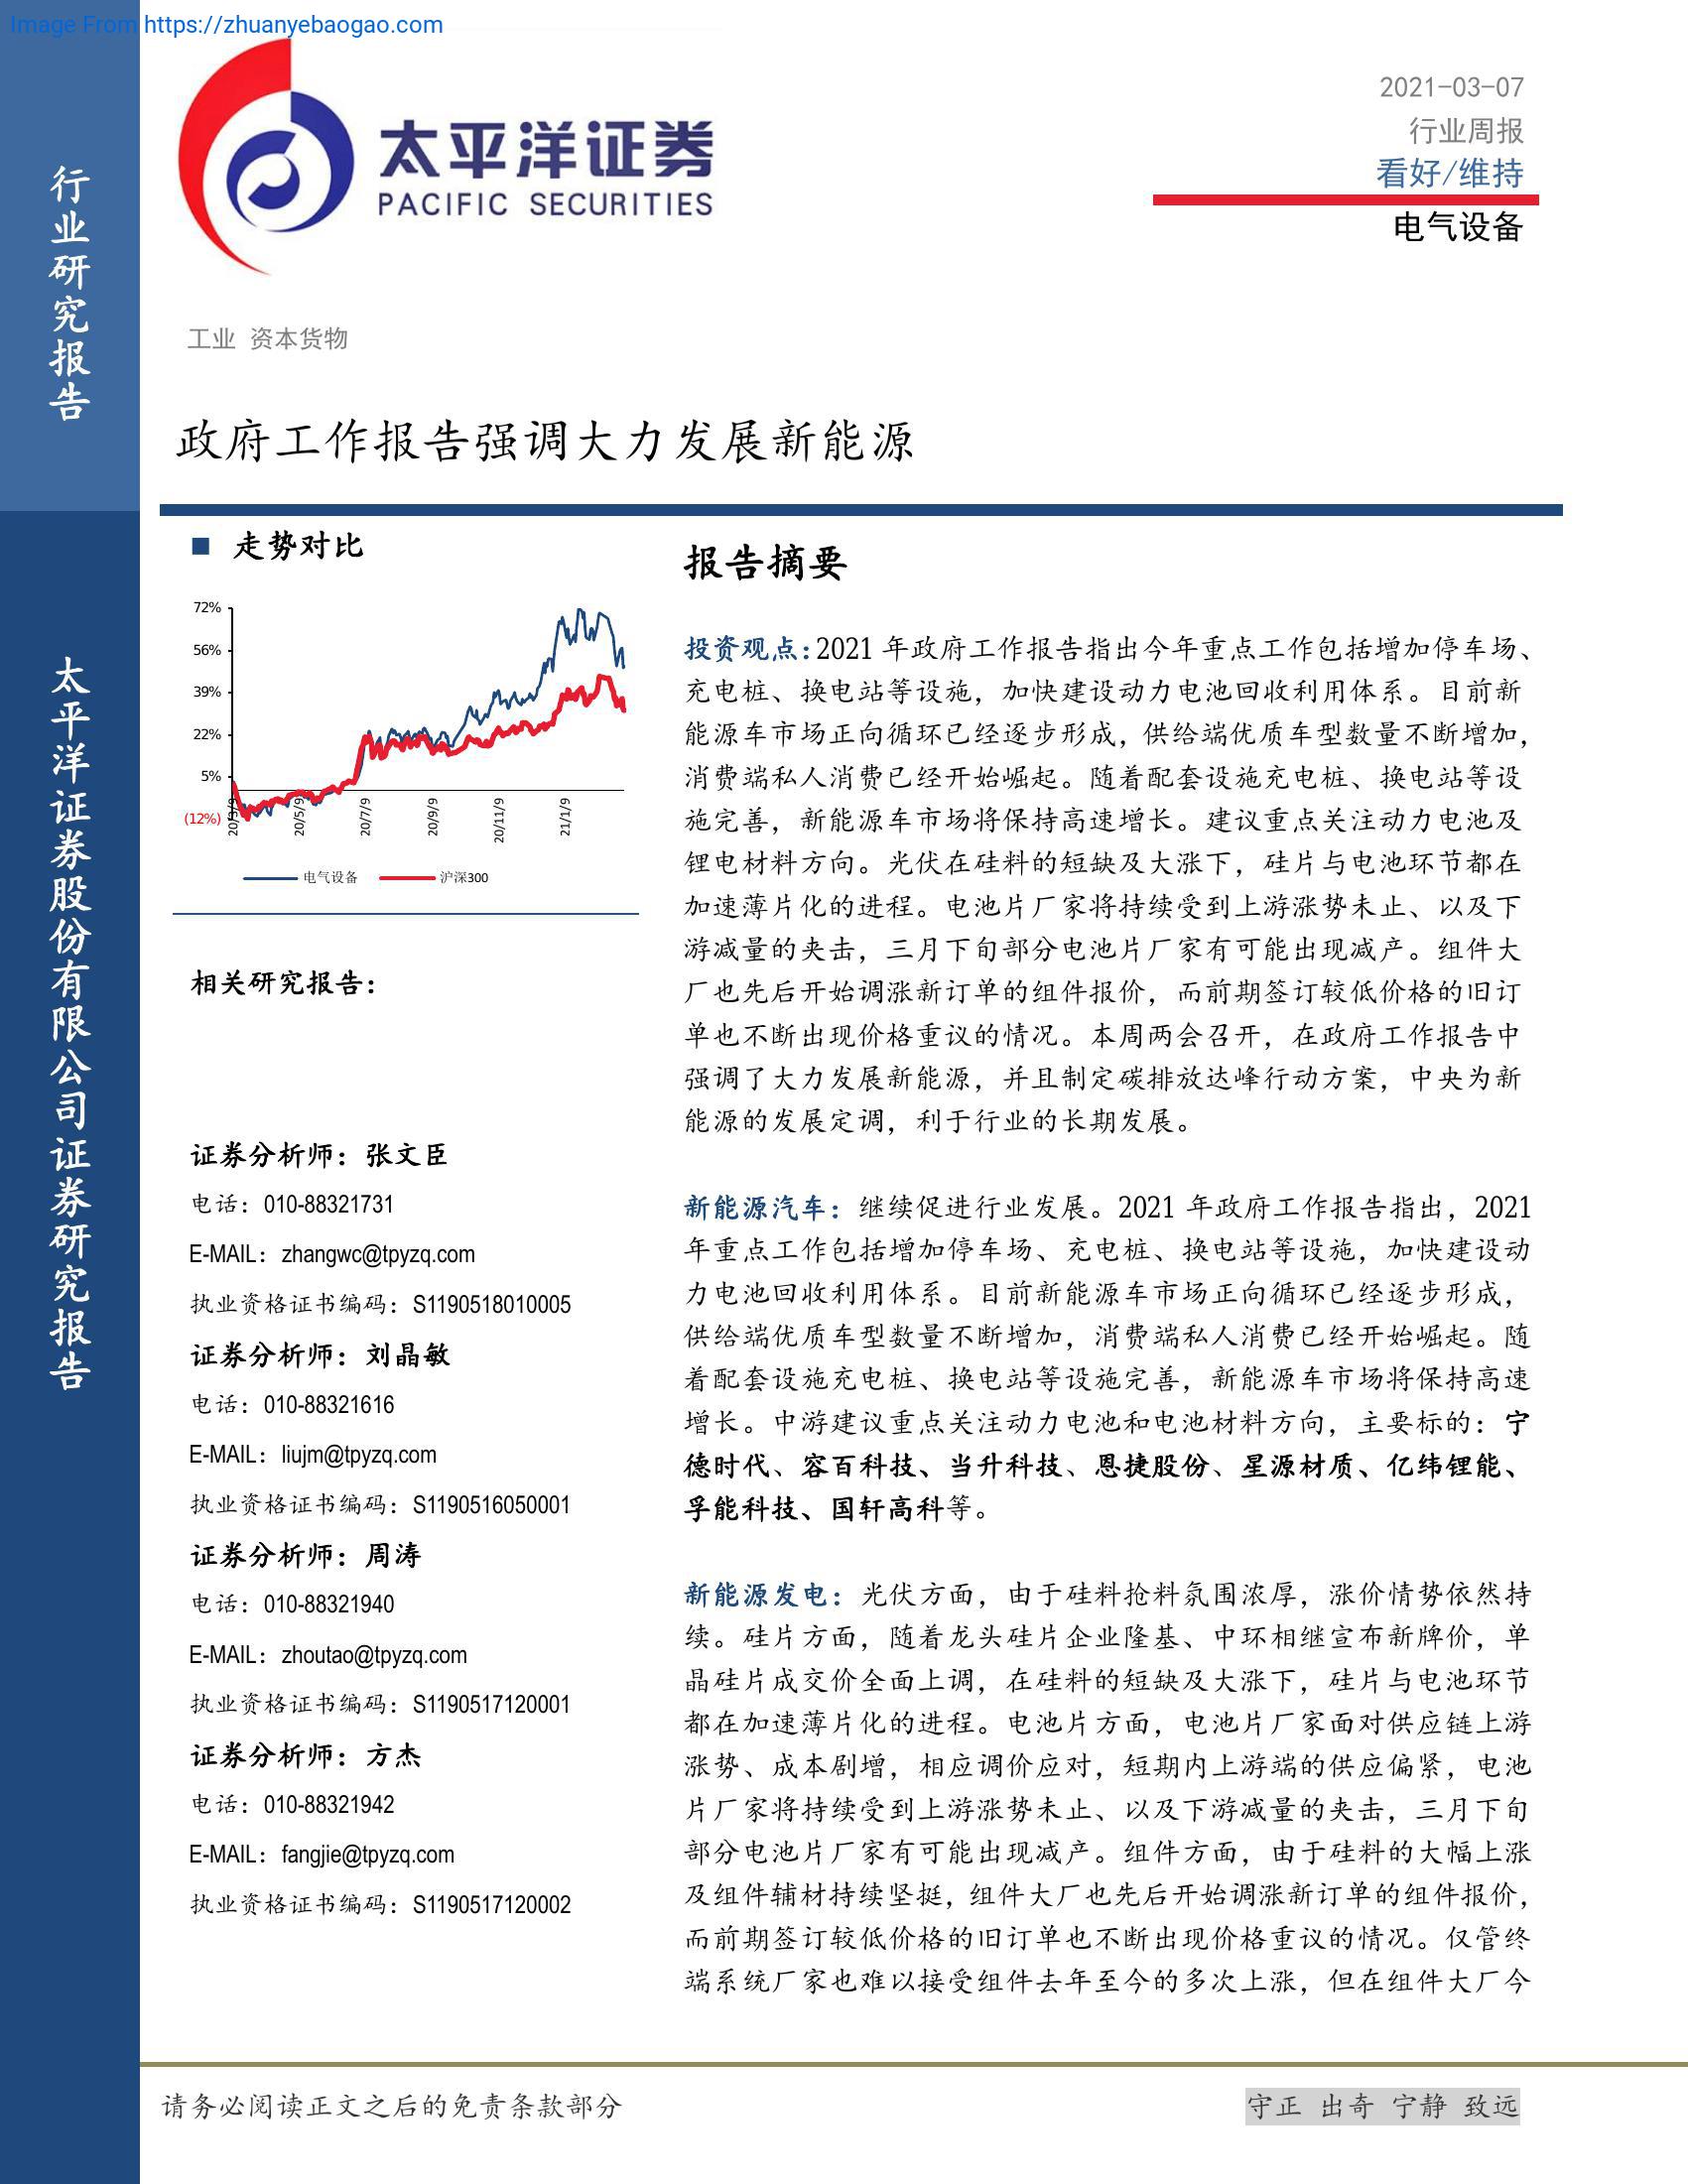 Image From https://zhuanyebaogao.com
行业研究报告
太平洋证券股份有限公司证券研究报告
太平洋证券
PACIFIC SECURITIES
2021-03-07
行业周报
看好/维持
电气设备
工业 资本货物
政府工作报告强调大力发展新能源
■ 走势对比
72%
56%
39%
22%
5%
(12%)
20/3/9
20/5/9
20/7/9
20/9/9
20/11/9
21/1/9
电气设备
沪深300
相关研究报告：
证券分析师：张文臣
电话：010-88321731
E-MAIL：zhangwc@tpyzq.com
执业资格证书编码：S1190518010005
证券分析师：刘晶敏
电话：010-88321616
E-MAIL：liujm@tpyzq.com
执业资格证书编码：S1190516050001
证券分析师：周涛
电话：010-88321940
E-MAIL：zhoutao@tpyzq.com
执业资格证书编码：S1190517120001
证券分析师：方杰
电话：010-88321942
E-MAIL：fangjie@tpyzq.com
执业资格证书编码：S1190517120002
报告摘要
投资观点：2021 年政府工作报告指出今年重点工作包括增加停车场、
充电桩、换电站等设施，加快建设动力电池回收利用体系。目前新
能源车市场正向循环已经逐步形成，供给端优质车型数量不断增加，
消费端私人消费已经开始崛起。随着配套设施充电桩、换电站等设
施完善，新能源车市场将保持高速增长。建议重点关注动力电池及
锂电材料方向。光伏在硅料的短缺及大涨下，硅片与电池环节都在
加速薄片化的进程。电池片厂家将持续受到上游涨势未止、以及下
游减量的夹击，三月下旬部分电池片厂家有可能出现减产。组件大
厂也先后开始调涨新订单的组件报价，而前期签订较低价格的旧订
单也不断出现价格重议的情况。本周两会召开，在政府工作报告中
强调了大力发展新能源，并且制定碳排放达峰行动方案，中央为新
能源的发展定调，利于行业的长期发展。
新能源汽车：继续促进行业发展。2021 年政府工作报告指出，2021
年重点工作包括增加停车场、充电桩、换电站等设施，加快建设动
力电池回收利用体系。目前新能源车市场正向循环已经逐步形成，
供给端优质车型数量不断增加，消费端私人消费已经开始崛起。随
着配套设施充电桩、换电站等设施完善，新能源车市场将保持高速
增长。中游建议重点关注动力电池和电池材料方向，主要标的：宁
德时代、容百科技、当升科技、恩捷股份、星源材质、亿纬锂能、
孚能科技、国轩高科等。
新能源发电：光伏方面，由于硅料抢料氛围浓厚，涨价情势依然持
续。硅片方面，随着龙头硅片企业隆基、中环相继宣布新牌价，单
晶硅片成交价全面上调，在硅料的短缺及大涨下，硅片与电池环节
都在加速薄片化的进程。电池片方面，电池片厂家面对供应链上游
涨势、成本剧增，相应调价应对，短期内上游端的供应偏紧，电池
片厂家将持续受到上游涨势未止、以及下游减量的夹击，三月下旬
部分电池片厂家有可能出现减产。组件方面，由于硅料的大幅上涨
及组件辅材持续坚挺，组件大厂也先后开始调涨新订单的组件报价，
而前期签订较低价格的旧订单也不断出现价格重议的情况。仅管终
端系统厂家也难以接受组件去年至今的多次上涨，但在组件大厂今
请务必阅读正文之后的免责条款部分
守正 出奇 宁静 致远